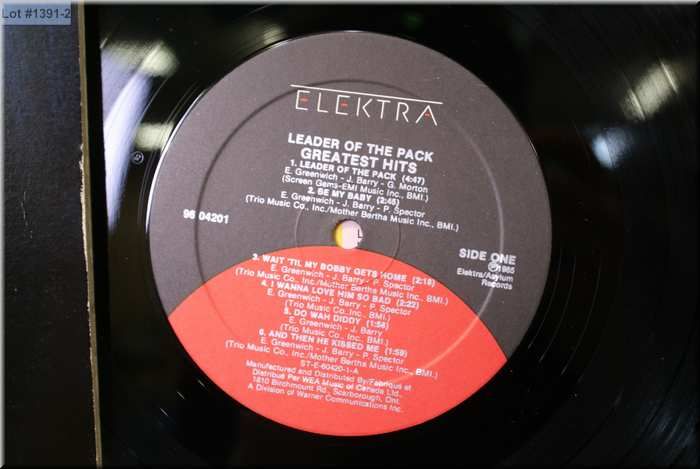 Lot #1391-2
ELEKTRA
LEADER OF THE PACK
GREATEST HITS
1. LEADER OF THE PACK (4:47)
E. Greenwich - J. Barry - G. Morton
(Screen Gems-EMI Music Inc., BMI.)
2. BE MY BABY (2:45)
E. Greenwich - J. Barry - P. Spector
(Trio Music Co., Inc./Mother Bertha Music Inc., BMI.)
96 04201
SIDE ONE
℗1985
Elektra/Asylum
Records
3. WAIT 'TIL MY BOBBY GETS HOME (2:18)
E. Greenwich - J. Barry - P. Spector
(Trio Music Co., Inc./Mother Bertha Music Inc., BMI.)
4. I WANNA LOVE HIM SO BAD (2:22)
E. Greenwich - J. Barry - P. Spector
(Trio Music Co., Inc., BMI.)
5. DO WAH DIDDY (1:56)
E. Greenwich - J. Barry
(Trio Music Co., Inc., BMI.)
6. AND THEN HE KISSED ME (1:59)
E. Greenwich - J. Barry - P. Spector
(Trio Music Co., Inc./Mother Bertha Music Inc., BMI.)
ST-E-60420-1-A
Manufactured and Distributed By/Fabriqué et
Distribué Par WEA Music of Canada Ltd.,
1810 Birchmount Rd., Scarborough, Ont.
A Division of Warner Communications Inc.